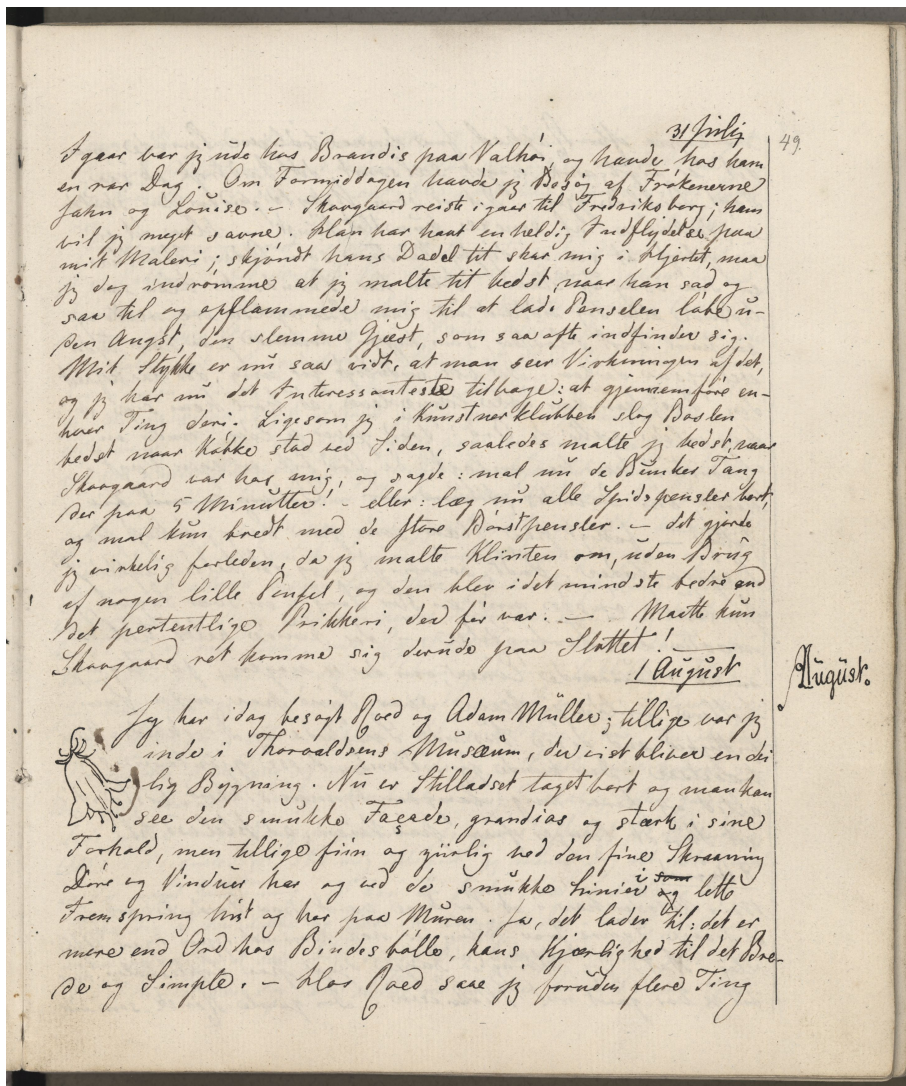 31 Juli
49.
Igaar var jeg ude hos Brandis paa Valhøi, og havde hos ham
en rar Dag. Om Formiddagen havde jeg Besøg af Frøkenerne
Jahn og Louise. – Skovgaard reiste igaar til Fredriksborg; ham
vil jeg meget savne. Han har havt en heldig Indflydelse paa
mit Maleri; skjøndt hans Dadel tit skar mig i Hjertet, maa
jeg dog indrømme at jeg malte tit bedst, naar han sad og
saa til og opflammede mig til at lade Penselen løbe u-
den Angst, den slemme Gjæst, som saa ofte indfinder sig.
Mit Stykke er nu saa vidt, at man seer Virkningen af det,
og jeg har nu det Interessanteste tilbage: at gjennemføre en-
hver Ting deri. Ligesom jeg i Kunstnerklubben slog Boslen
bedst naar Købke stod ved Siden, saaledes malte jeg bedst, naar
Skovgaard var hos mig, og sagde: mal nu de Bunker Tang
der paa 5 Minutter! – eller: læg nu alle Spidspensler bort,
og mal kun bredt med de store Børstpensler. – det gjorde
jeg virkelig forleden, da jeg malte Klinten om, uden Brug
af nogen lille Pensel, og den blev idetmindste bedre end
det pertentlige Prikkeri, der før var. – Maatte kun
Skovgaard ret komme sig derude paa Slottet!
1 August
August.
Jeg har idag besøgt Roed og Adam Müller; tillige var jeg
inde i Thorvaldsens Musæum, der vist bliver en dei
lig Bygning. Nu er Stilladset taget bort og man kan
see den smukke Façade, grandios og stærk i sine
Forhold, men tillige fiin og ziirlig ved den fine Skraaning
Døre og Vinduer har og ved de smukke Linier i som og lette
Fremspring hist og her paa Muren. Ja, det lader til: det er
mere end Ord hos Bindesbølle, hans Kjærlighed til det Bre-
de og Simple. – Hos Roed saae jeg foruden flere Ting